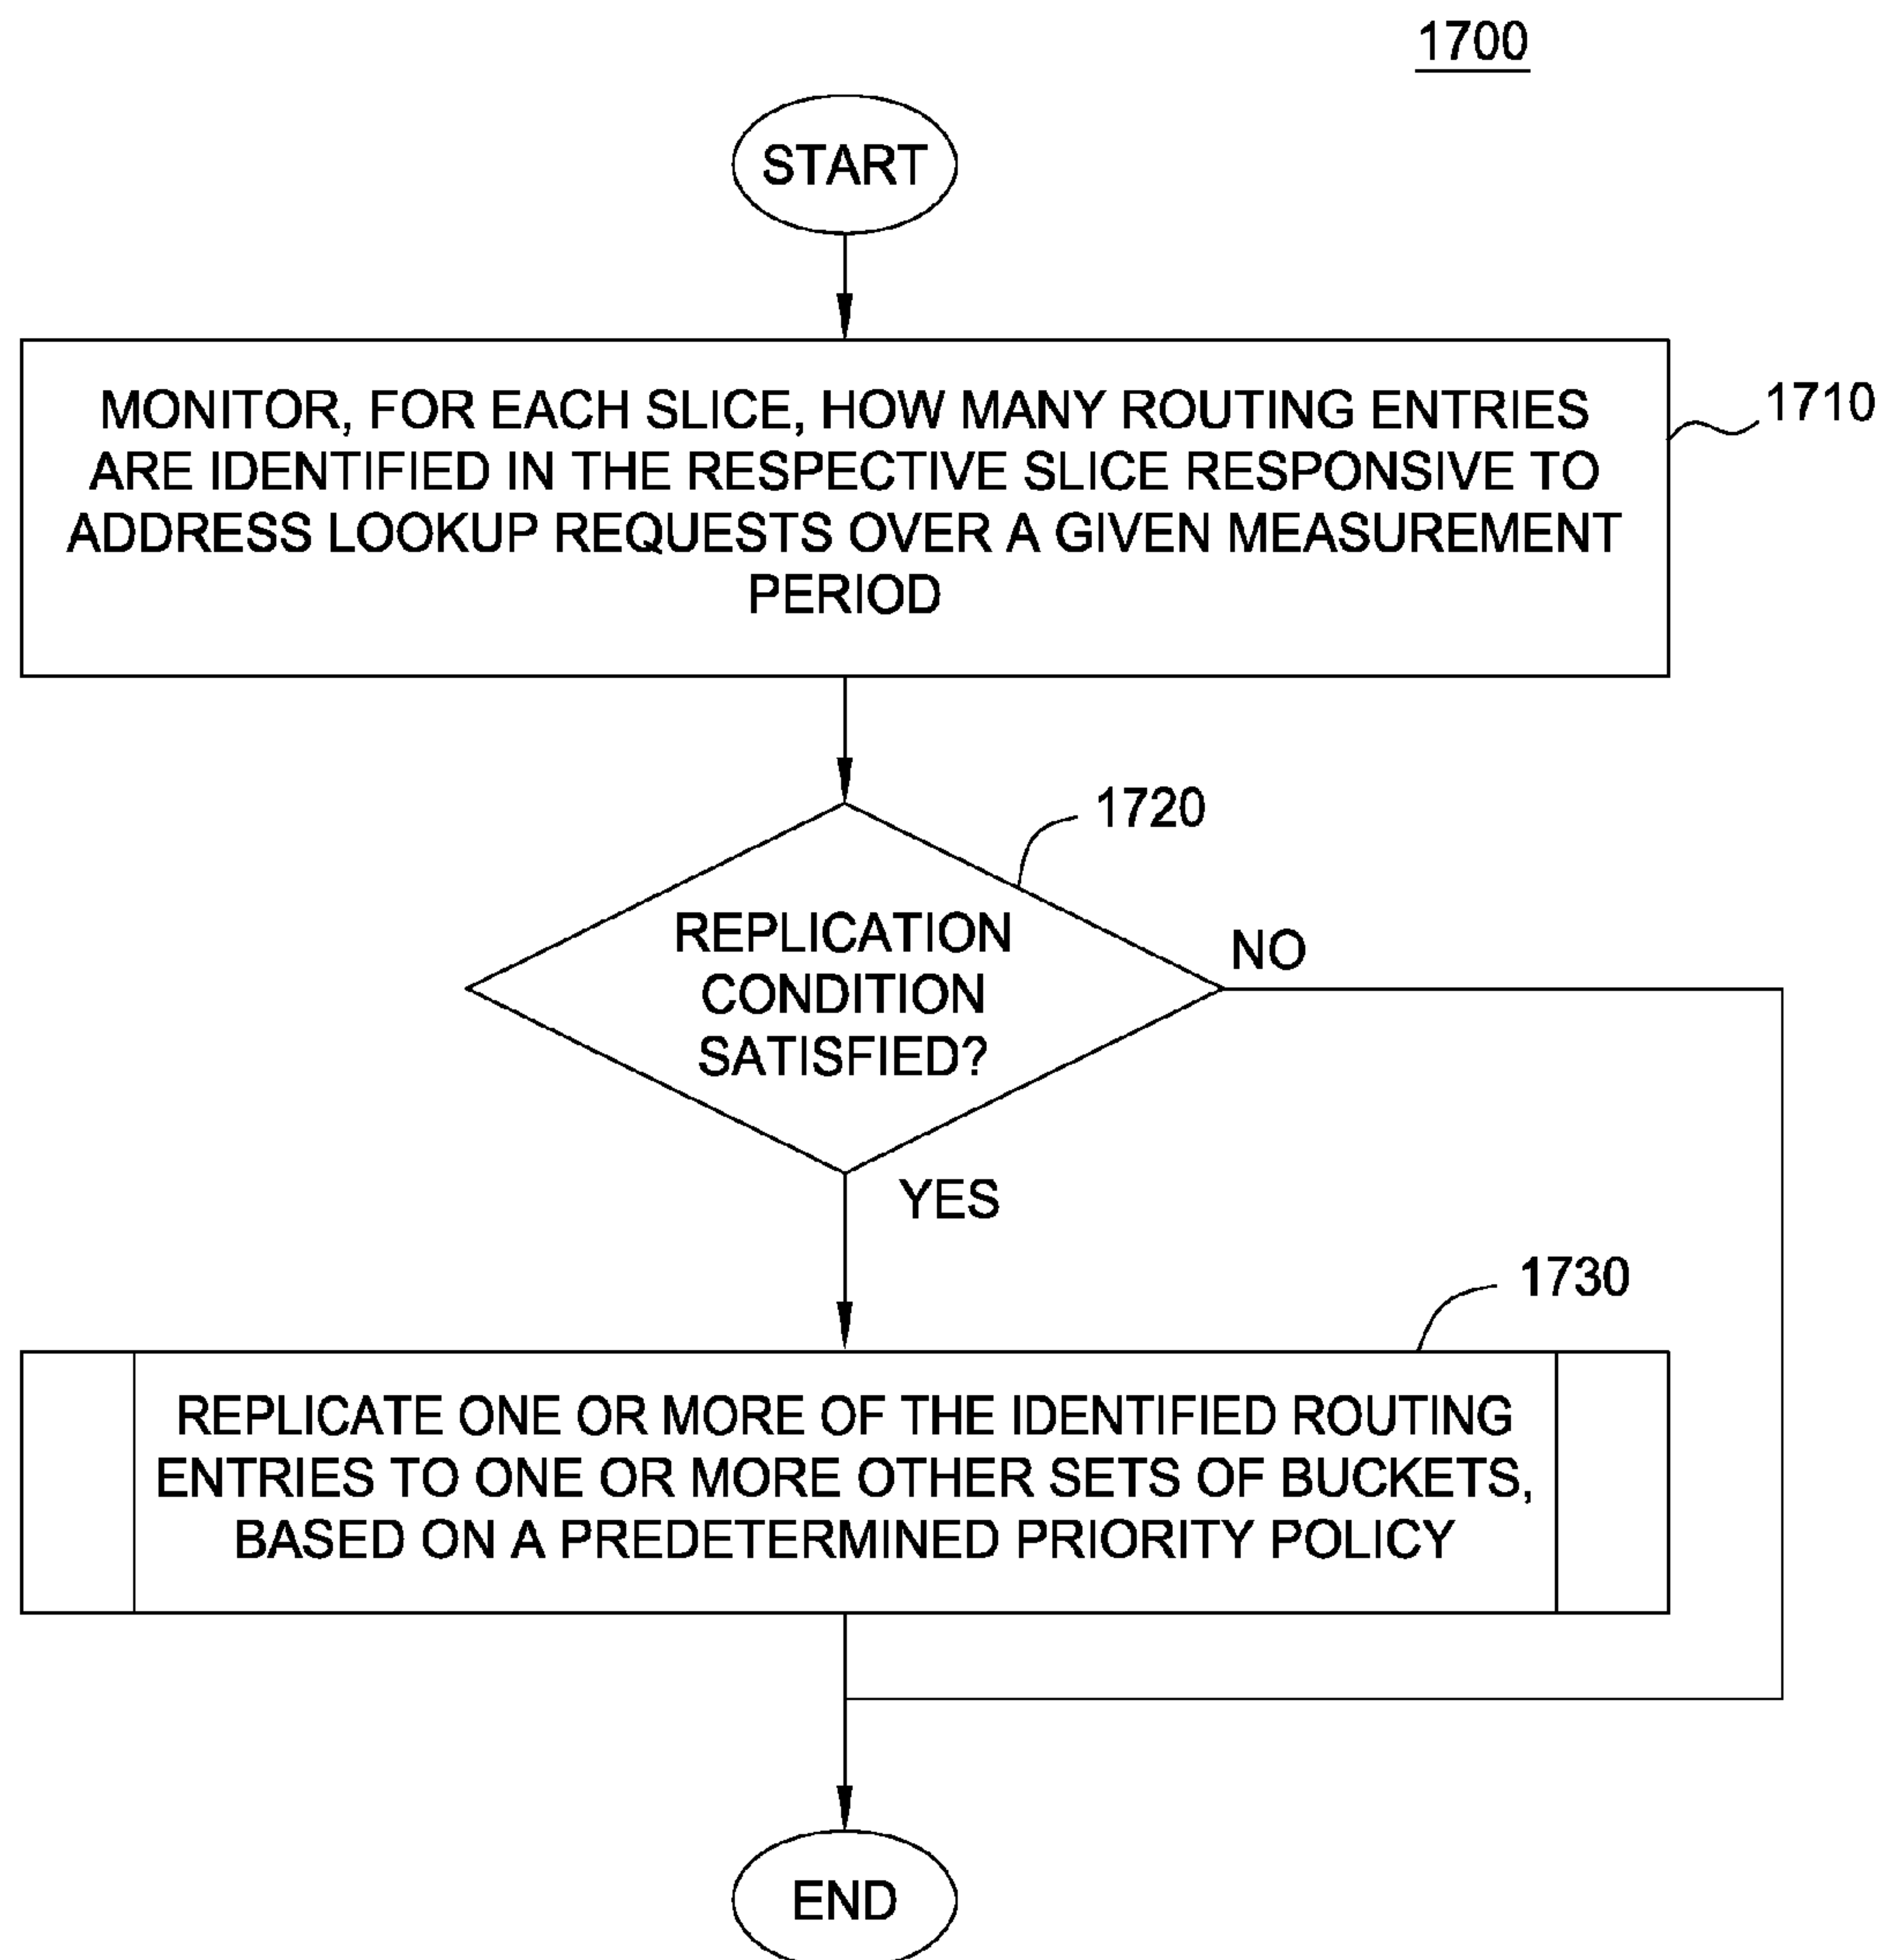 1700
START
MONITOR, FOR EACH SLICE, HOW MANY ROUTING ENTRIES
ARE IDENTIFIED IN THE RESPECTIVE SLICE RESPONSIVE TO
ADDRESS LOOKUP REQUESTS OVER A GIVEN MEASUREMENT
PERIOD
1710
1720
REPLICATION
CONDITION
SATISFIED?
NO
YES
1730
REPLICATE ONE OR MORE OF THE IDENTIFIED ROUTING
ENTRIES TO ONE OR MORE OTHER SETS OF BUCKETS,
BASED ON A PREDETERMINED PRIORITY POLICY
END